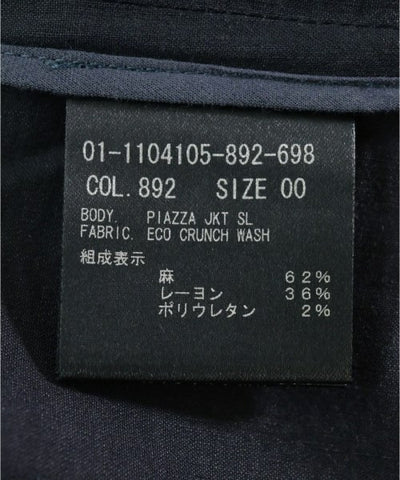 01-1104105-892-698
COL. 892 SIZE 00
BODY. PIAZZA JKT SL
FABRIC. ECO CRUNCH WASH
組成表示
麻 62%
レーヨン 36%
ポリウレタン 2%